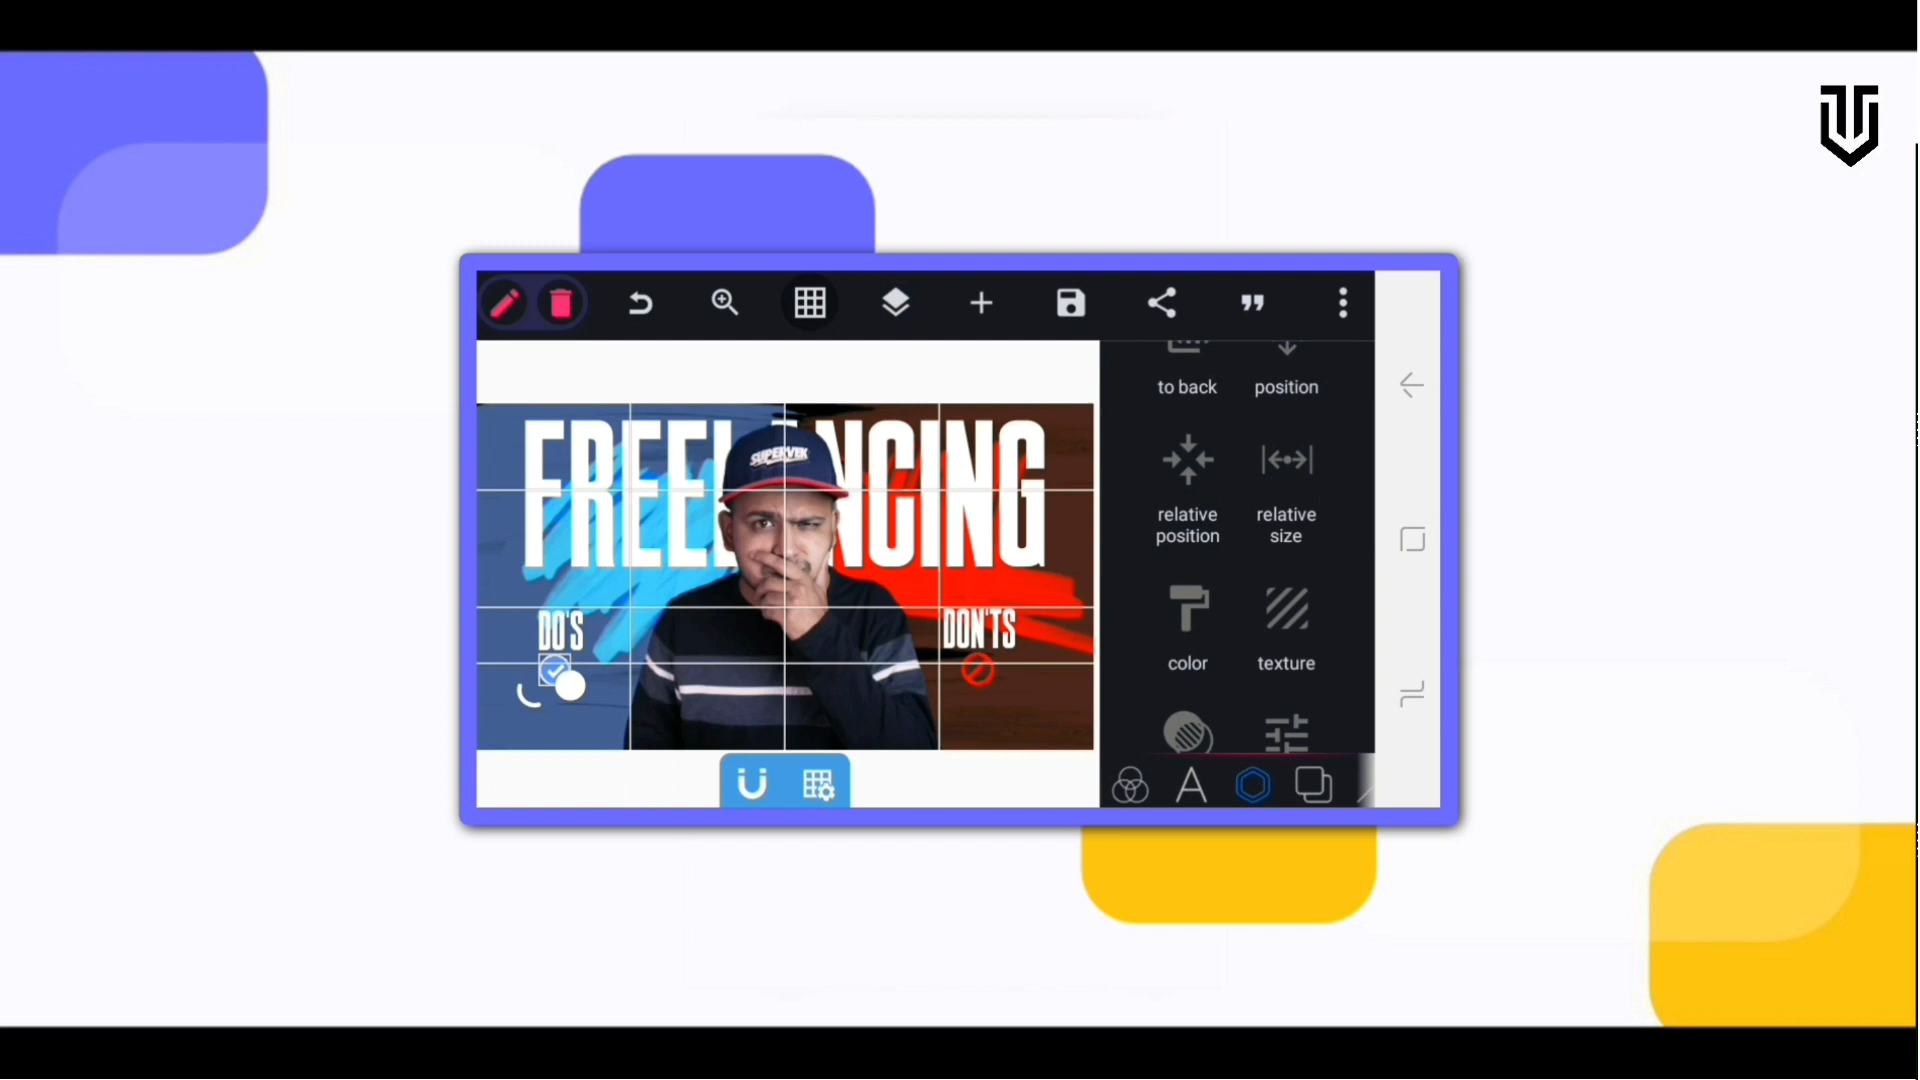 to back
position
FREEL NCING
SUPERVEK
relative position
relative size
DO'S
DON'TS
color
texture